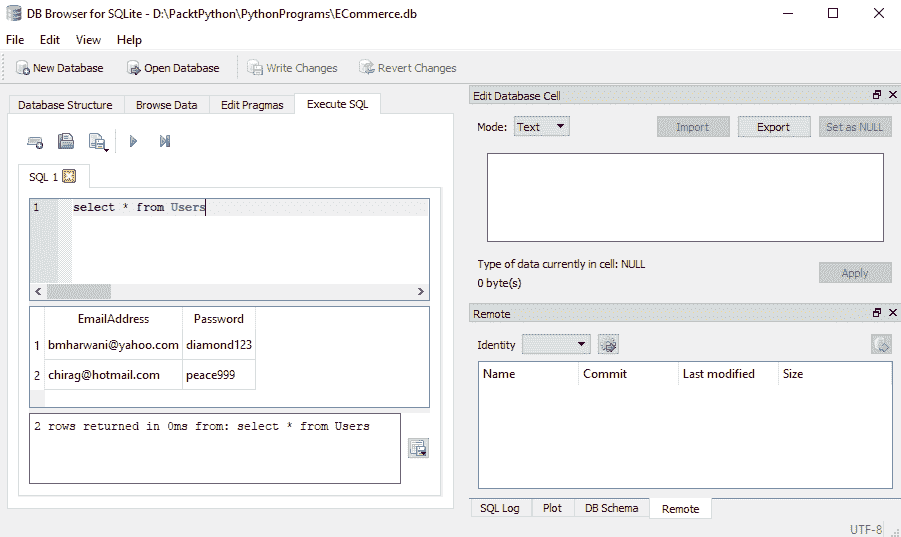 DB Browser for SQLite - D:\PacktPython\PythonPrograms\ECommerce.db
File Edit View Help
New Database Open Database Write Changes Revert Changes
Database Structure Browse Data Edit Pragmas Execute SQL
SQL 1
1 select * from Users
EmailAddress Password
1 bmharwani@yahoo.com diamond123
2 chirag@hotmail.com peace999
2 rows returned in 0ms from: select * from Users
Edit Database Cell
Mode: Text Import Export Set as NULL
Type of data currently in cell: NULL
0 byte(s)
Apply
Remote
Identity
Name Commit Last modified Size
SQL Log Plot DB Schema Remote
UTF-8